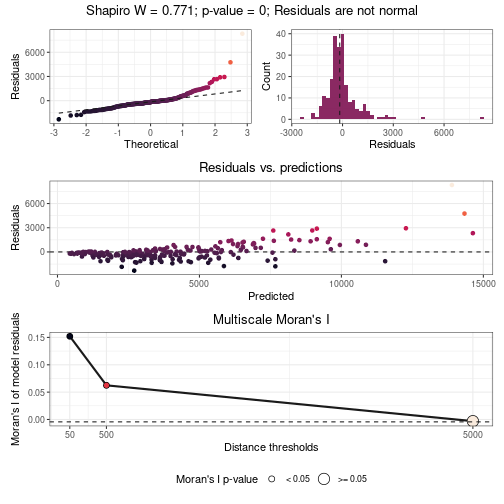 Shapiro W = 0.771; p-value = 0; Residuals are not normal
Residuals
6000
3000
0
-3 -2 -1 0 1 2 3
Theoretical
Count
40
30
20
10
0
-3000 0 3000 6000
Residuals
Residuals vs. predictions
Residuals
6000
3000
0
0 5000 10000 15000
Predicted
Multiscale Moran's I
Moran's I of model residuals
0.15
0.10
0.05
0.00
50 500 5000
Distance thresholds
Moran's I p-value < 0.05 >= 0.05